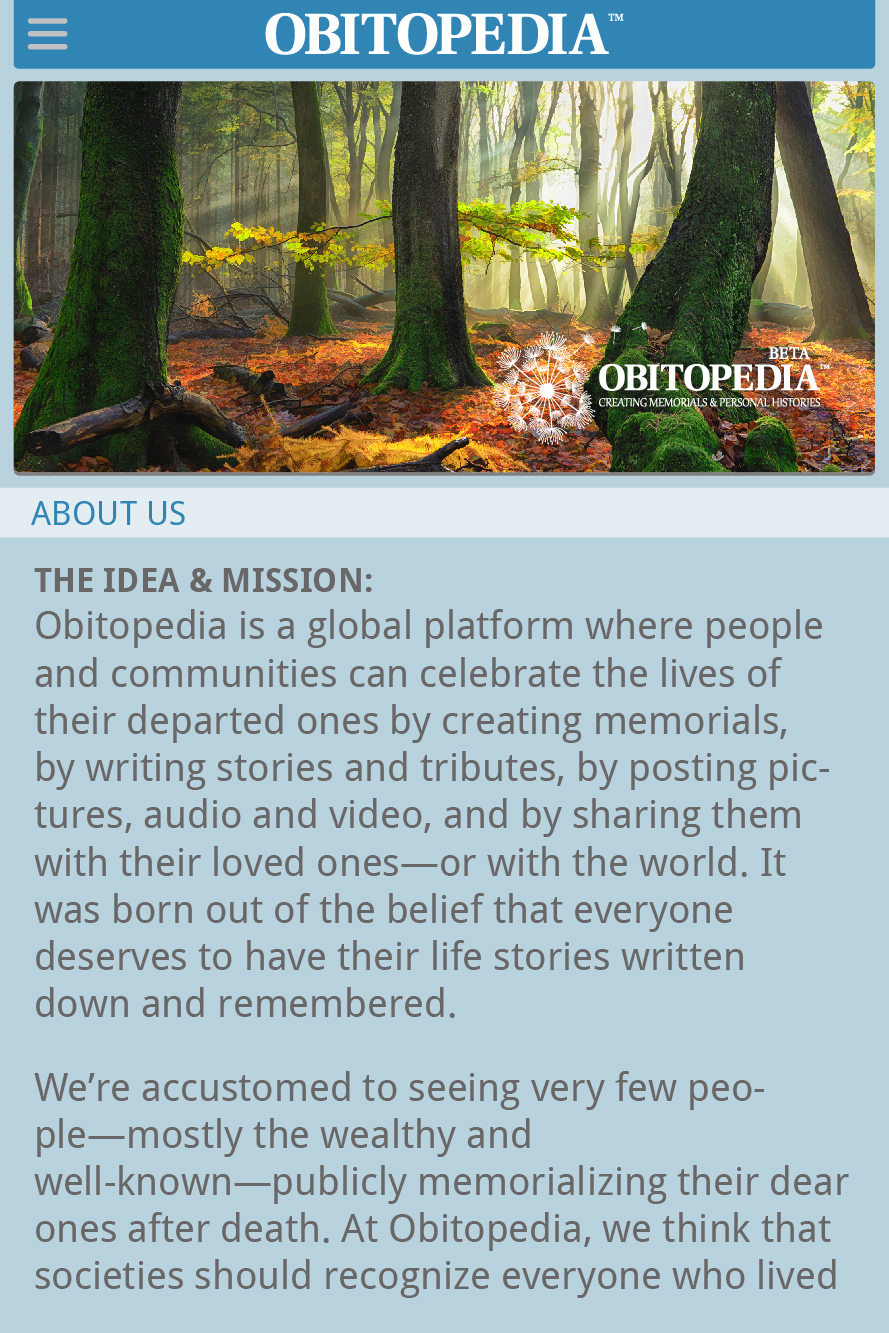 OBITOPEDIA™
BETA
OBITOPEDIA™
CREATING MEMORIALS & PERSONAL HISTORIES
ABOUT US
THE IDEA & MISSION:
Obitopedia is a global platform where people
and communities can celebrate the lives of
their departed ones by creating memorials,
by writing stories and tributes, by posting pic-
tures, audio and video, and by sharing them
with their loved ones—or with the world. It
was born out of the belief that everyone
deserves to have their life stories written
down and remembered.
We’re accustomed to seeing very few peo-
ple—mostly the wealthy and
well-known—publicly memorializing their dear
ones after death. At Obitopedia, we think that
societies should recognize everyone who lived